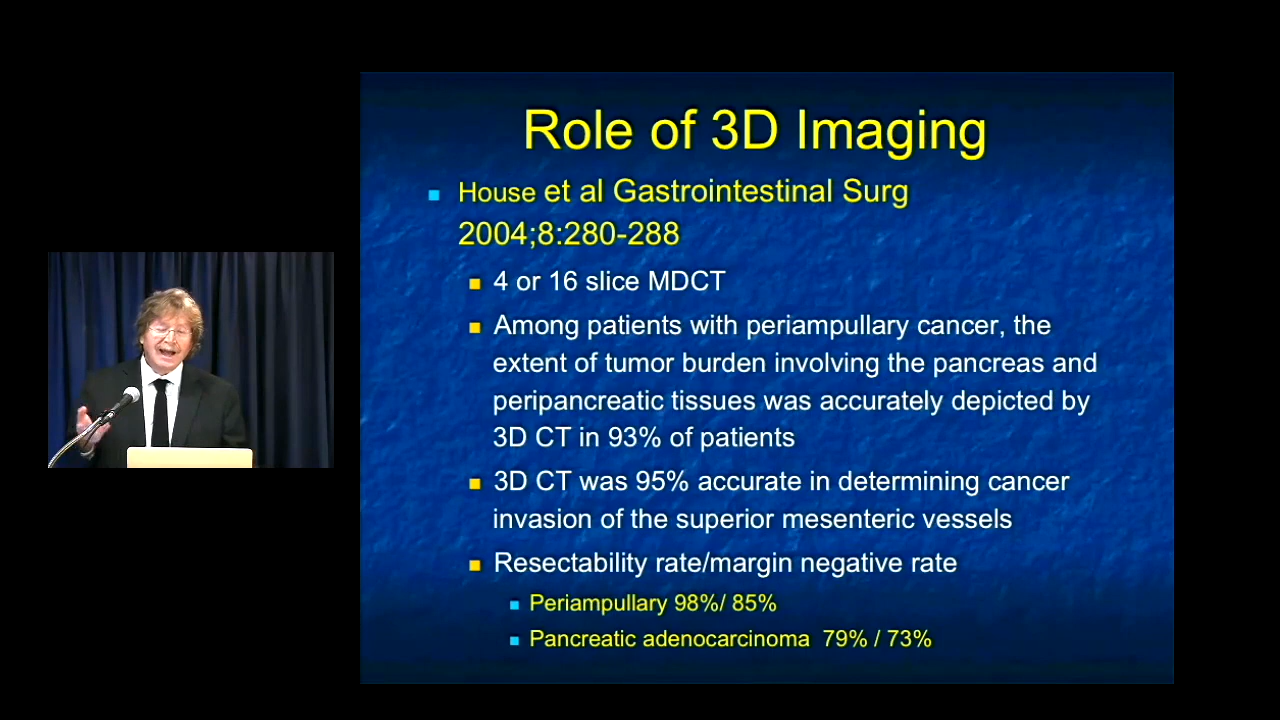 Role of 3D Imaging
House et al Gastrointestinal Surg
2004;8:280-288
4 or 16 slice MDCT
Among patients with periampullary cancer, the
extent of tumor burden involving the pancreas and
peripancreatic tissues was accurately depicted by
3D CT in 93% of patients
3D CT was 95% accurate in determining cancer
invasion of the superior mesenteric vessels
Resectability rate/margin negative rate
Periampullary 98%/ 85%
Pancreatic adenocarcinoma 79% / 73%